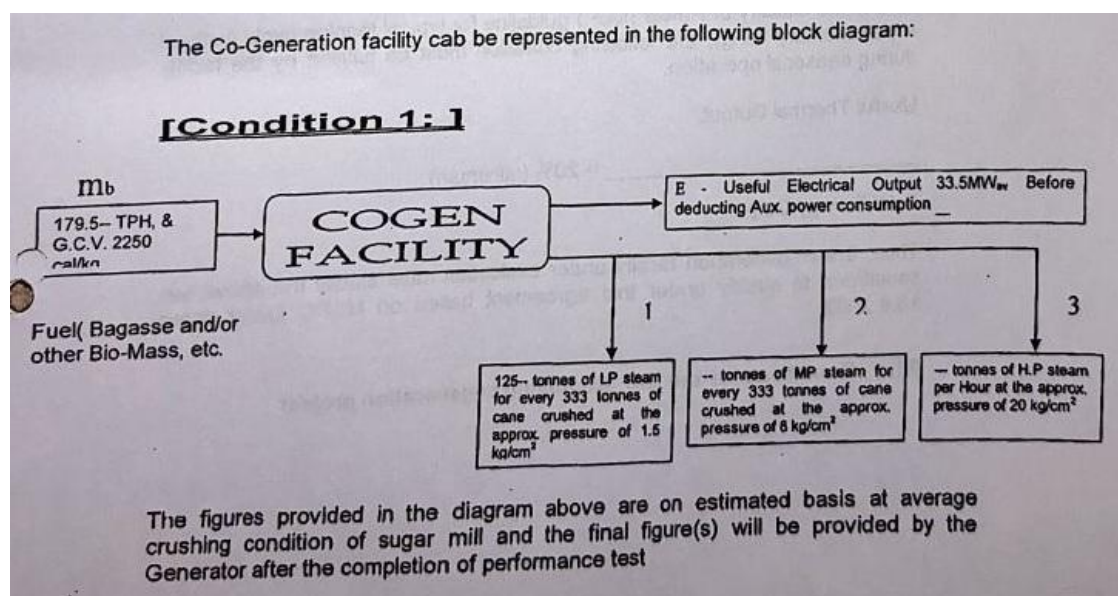 The Co-Generation facility cab be represented in the following block diagram:
[Condition 1: ]
mb
179.5-- TPH, &
G.C.V. 2250
COGEN
FACILITY
E - Useful Electrical Output 33.5MW Before
deducting Aux. power consumption _
Fuel( Bagasse and/or
other Bio-Mass, etc.
1
2
3
125-- tonnes of LP steam
for every 333 tonnes of
cane crushed at the
approx. pressure of 1.5
kg/cm²
-- tonnes of MP steam for
every 333 tonnes of cane
crushed at the approx.
pressure of 8 kg/cm²
-- tonnes of H.P steam
per Hour at the approx.
pressure of 20 kg/cm²
The figures provided in the diagram above are on estimated basis at average
crushing condition of sugar mill and the final figure(s) will be provided by the
Generator after the completion of performance test